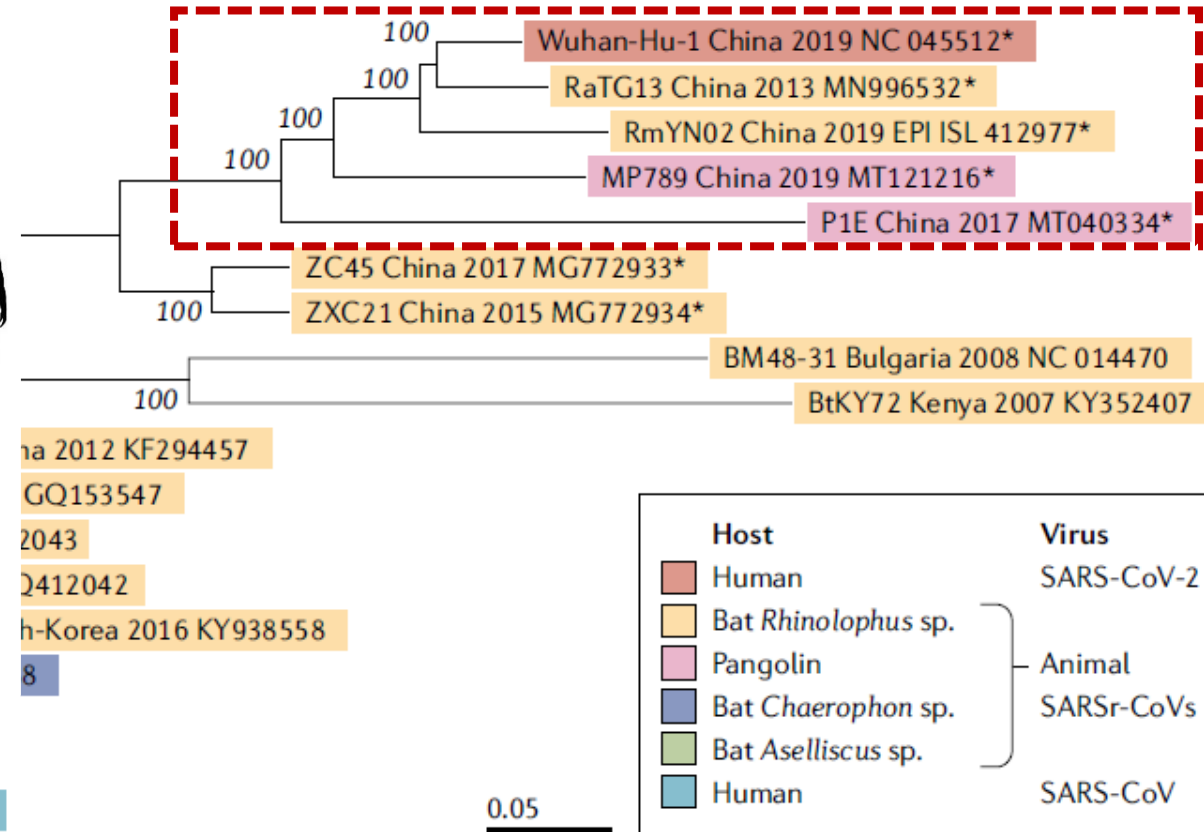 100
Wuhan-Hu-1 China 2019 NC 045512*
100
RaTG13 China 2013 MN996532*
100
RmYN02 China 2019 EPI ISL 412977*
100
MP789 China 2019 MT121216*
P1E China 2017 MT040334*
ZC45 China 2017 MG772933*
100
ZXC21 China 2015 MG772934*
BM48-31 Bulgaria 2008 NC 014470
100
BtKY72 Kenya 2007 KY352407
2012 KF294457
GQ153547
2043
Q412042
h-Korea 2016 KY938558
8
Host Virus
Human SARS-CoV-2
Bat Rhinolophus sp.
Pangolin Animal
Bat Chaerophon sp. SARSr-CoVs
Bat Aselliscus sp.
Human SARS-CoV
0.05